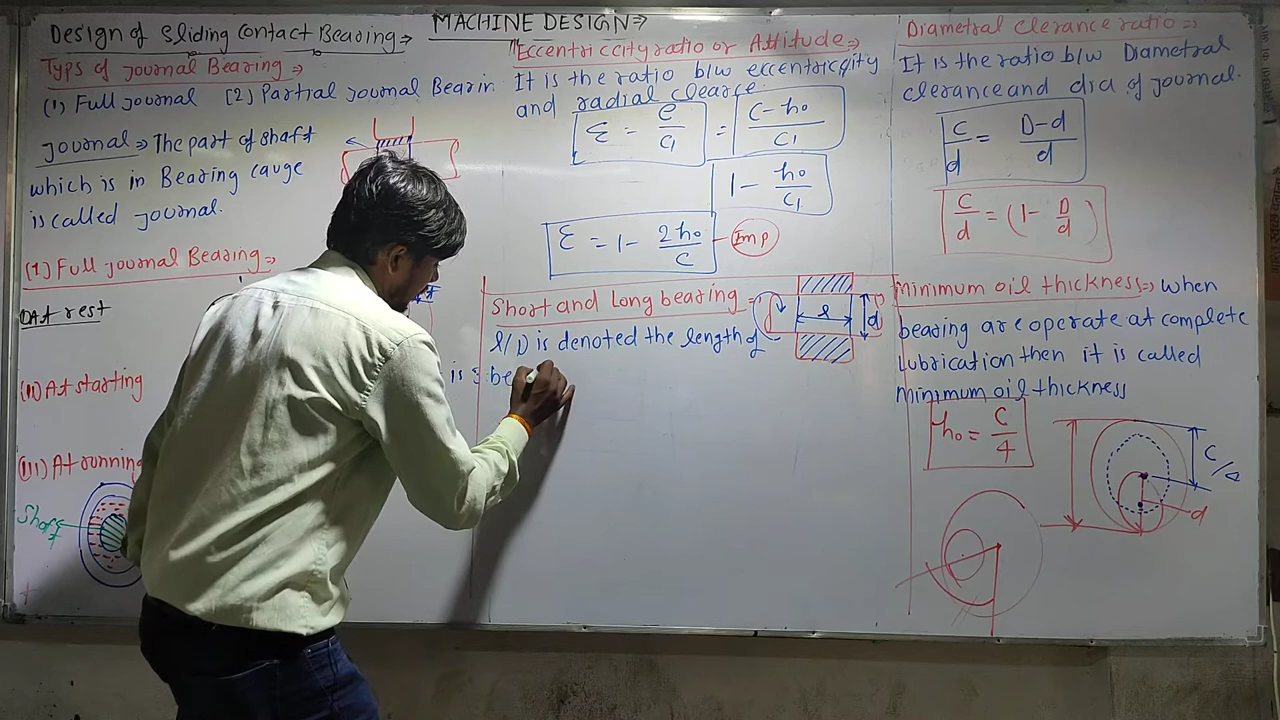 MACHINE DESIGN ⇒
Design of Sliding Contact Bearing ⇒
Typs of Journal Bearing ⇒
(1) Full Journal [2] Partial Journal Bearin
Journal ⇒ The part of shaft
which is in Bearing cauge
is called Journal.
(1) Full Journal Bearing ⇒
(I) At rest
(II) At starting
(III) At running
Shaft
is
"Eccentriccity ratio or Attitude ⇒
It is the ratio b/w eccentricity
and radial clearce
ε = e/c₁ = c-h₀/c₁
1 - h₀/c₁
ε = 1 - 2h₀/c
Imp
Short and Long bearing -
l
d
l/D is denoted the length of
be
Diametral clerance ratio ⇒
It is the ratio b/w Diametral
clerance and dia of Journal.
c/d = D-d/d
c/d = (1 - D/d)
Minimum oil thickness ⇒ when
bearing are operate at complete
Lubrication then it is called
minimum oil thickness
h₀ = c/4
d